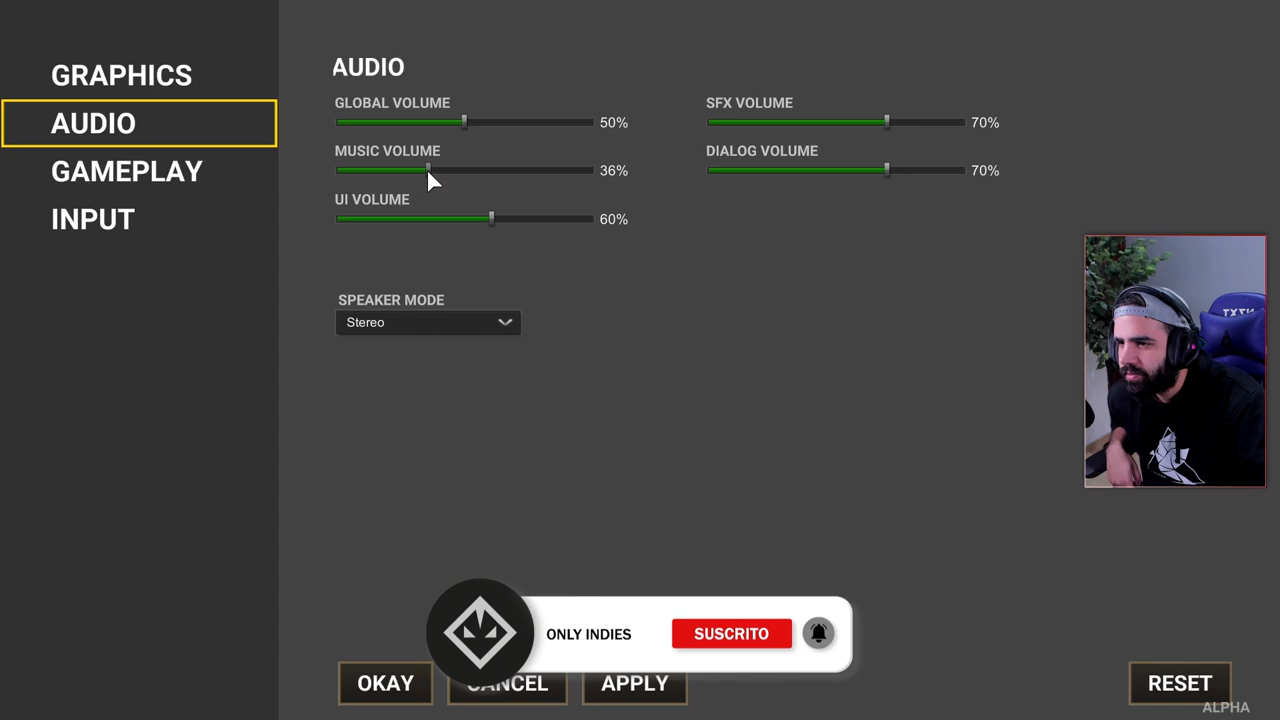 GRAPHICS
AUDIO
GAMEPLAY
INPUT
AUDIO
GLOBAL VOLUME
50%
SFX VOLUME
70%
MUSIC VOLUME
36%
DIALOG VOLUME
70%
UI VOLUME
60%
SPEAKER MODE
Stereo
ONLY INDIES
SUSCRITO
OKAY
CANCEL
APPLY
RESET
ALPHA